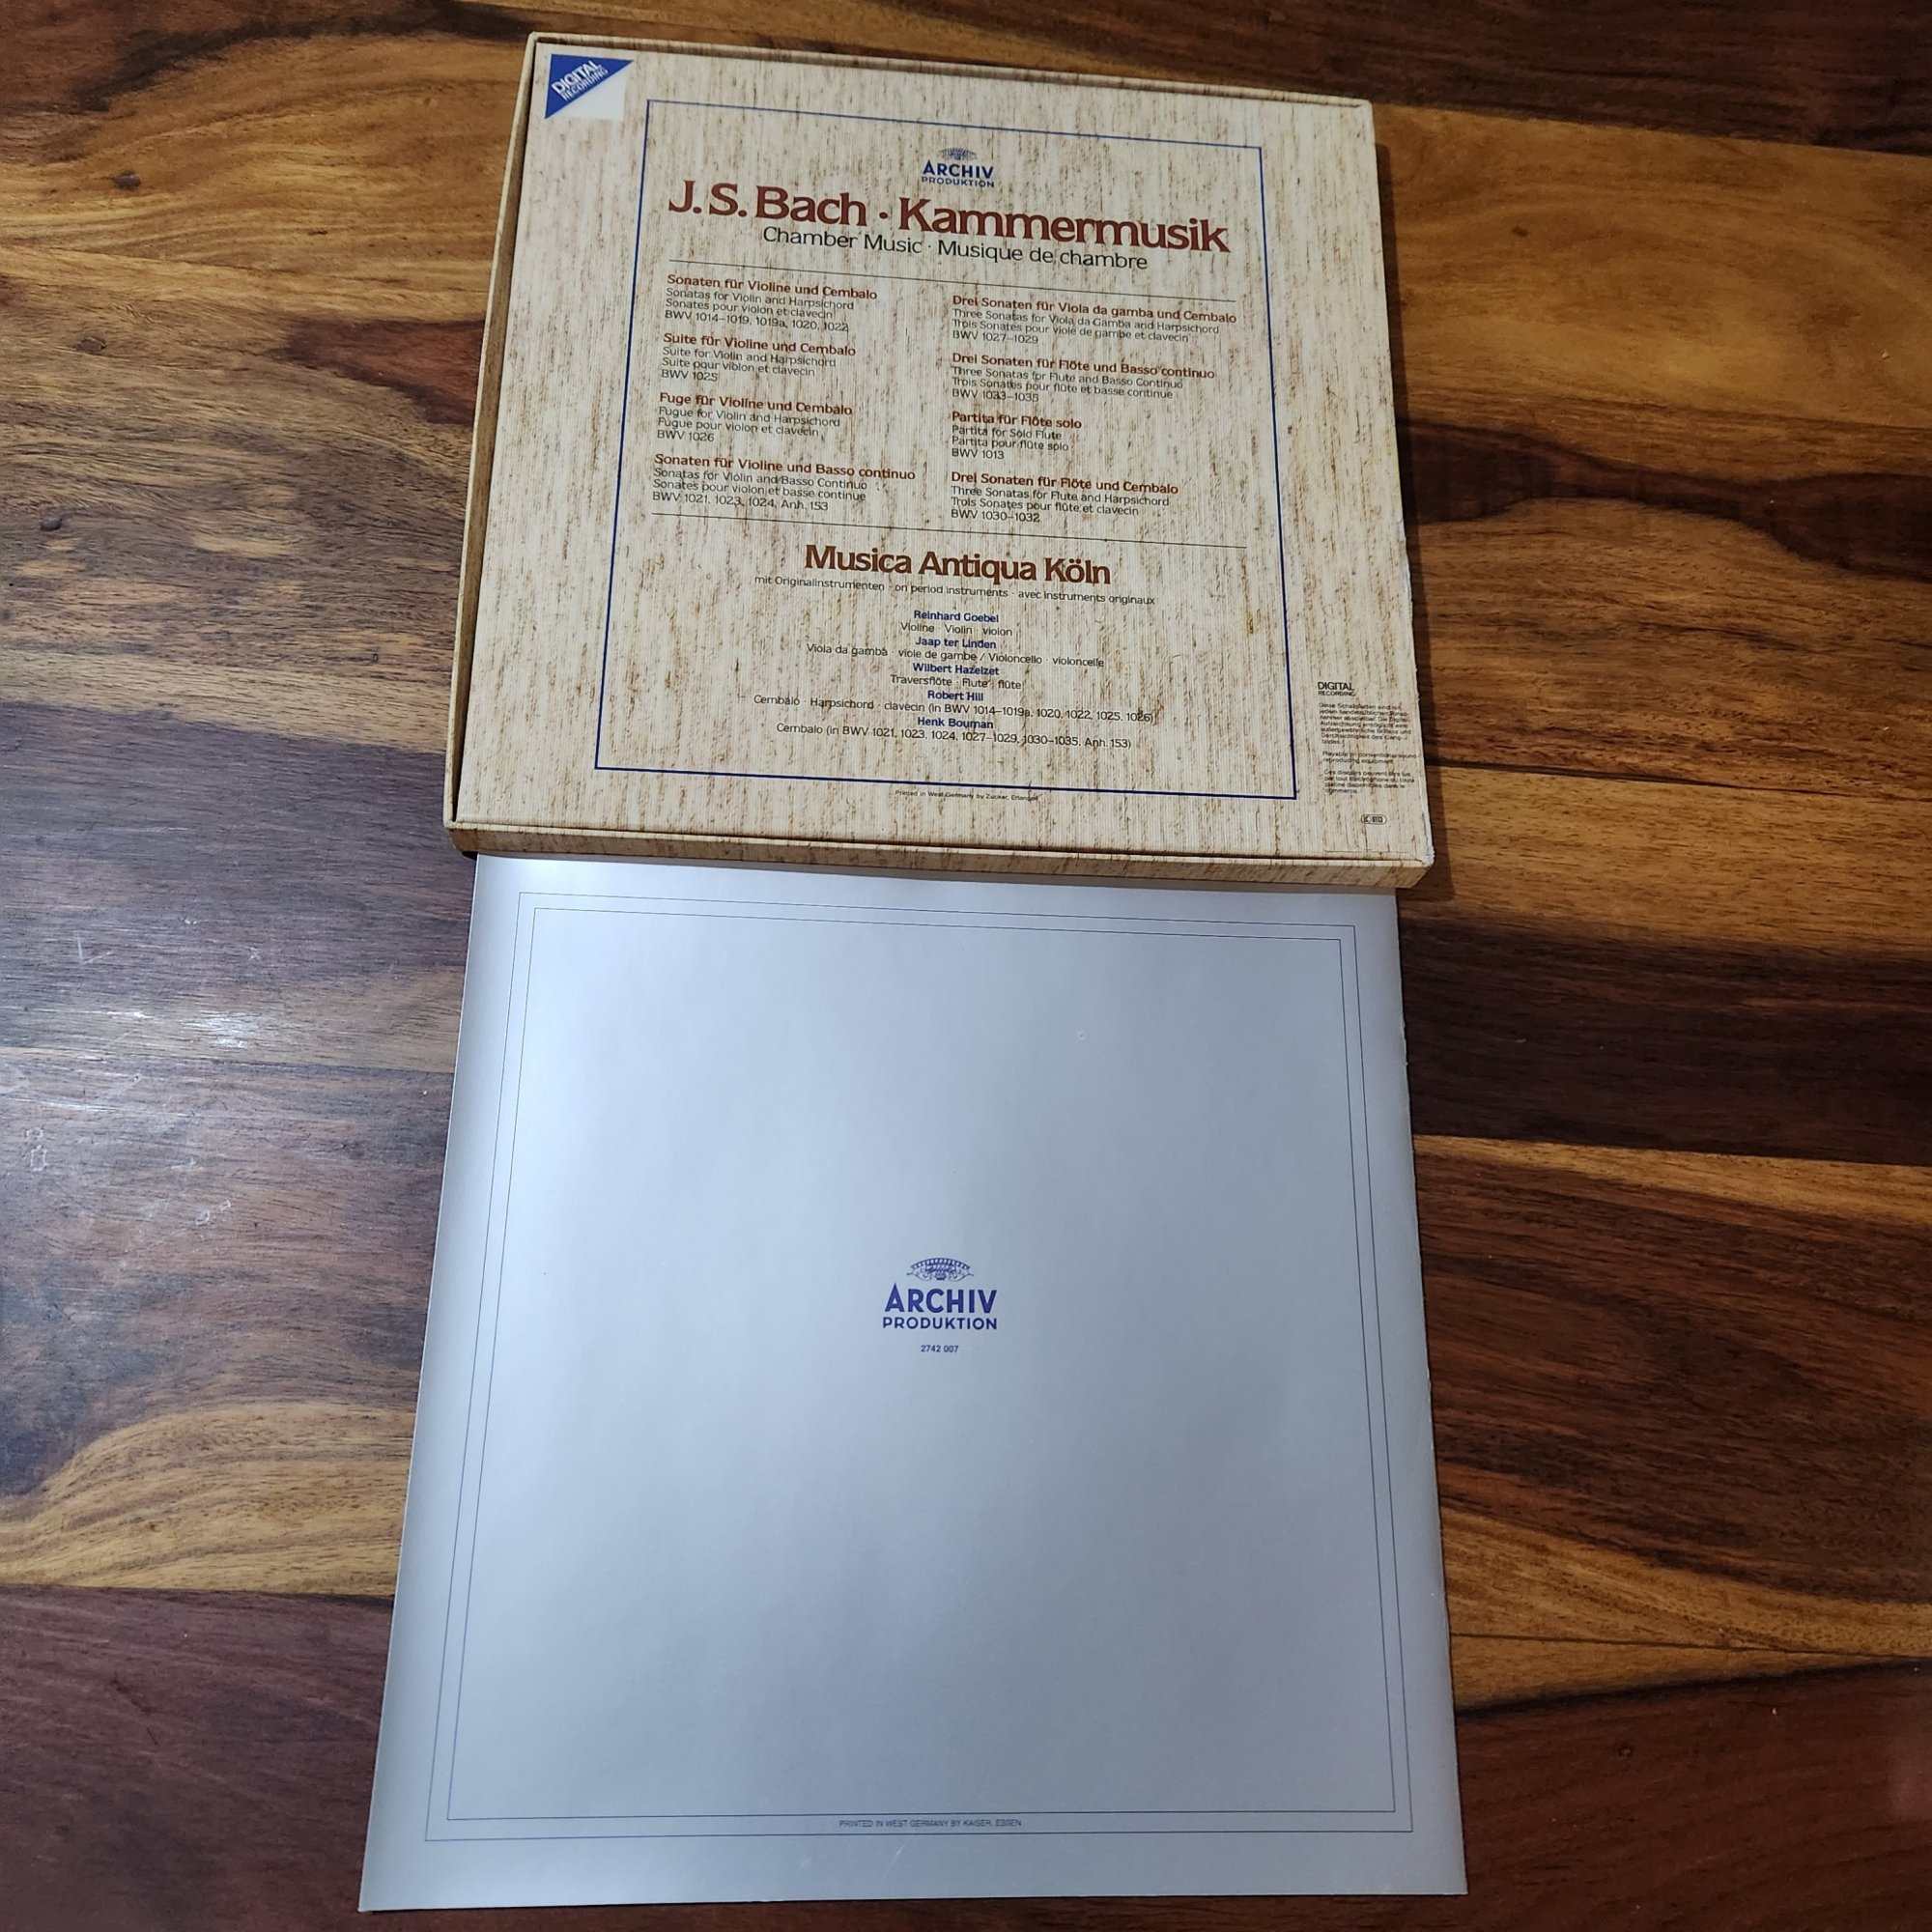 DIGITAL
RECORDING
ARCHIV
PRODUKTION
J.S. Bach · Kammermusik
Chamber Music · Musique de chambre
Sonaten für Violine und Cembalo
Sonatas for Violin and Harpsichord
Sonates pour violon et clavecin
BWV 1014–1019, 1019a, 1020, 1022
Suite für Violine und Cembalo
Suite for Violin and Harpsichord
Suite pour violon et clavecin
BWV 1025
Fuge für Violine und Cembalo
Fugue for Violin and Harpsichord
Fugue pour violon et clavecin
BWV 1026
Sonaten für Violine und Basso continuo
Sonatas for Violin and Basso Continuo
Sonates pour violon et basse continue
BWV 1021, 1023, 1024, Anh. 153
Drei Sonaten für Viola da gamba und Cembalo
Three Sonatas for Viola da Gamba and Harpsichord
Trois Sonates pour viole de gambe et clavecin
BWV 1027–1029
Drei Sonaten für Flöte und Basso continuo
Three Sonatas for Flute and Basso Continuo
Trois Sonates pour flûte et basse continue
BWV 1033–1035
Partita für Flöte solo
Partita for Solo Flute
Partita pour flûte solo
BWV 1013
Drei Sonaten für Flöte und Cembalo
Three Sonatas for Flute and Harpsichord
Trois Sonates pour flûte et clavecin
BWV 1030–1032
Musica Antiqua Köln
mit Originalinstrumenten · on period instruments · avec instruments originaux
Reinhard Goebel
Violine · Violin · violon
Jaap ter Linden
Viola da gamba · viole de gambe / Violoncello · violoncelle
Wilbert Hazelzet
Traversflöte · Flute · flûte
Robert Hill
Cembalo · Harpsichord · clavecin (in BWV 1014–1019a, 1020, 1022, 1025, 1026)
Henk Bouman
Cembalo (in BWV 1021, 1023, 1024, 1027–1029, 1030–1035, Anh. 153)
Printed in West Germany by Zucker, Erlangen
DIGITAL
RECORDING
ARCHIV
PRODUKTION
2742 007
PRINTED IN WEST GERMANY BY KAISER, ESSEN